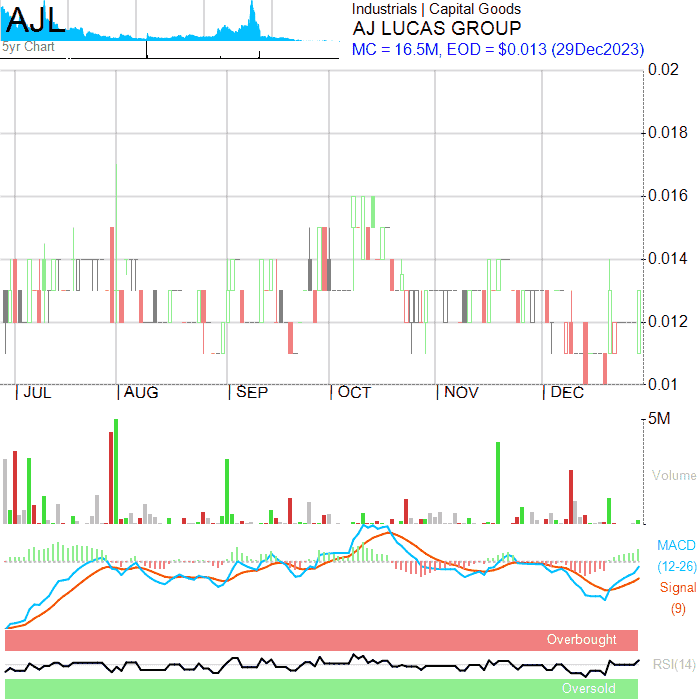 AJL
5yr Chart
Industrials | Capital Goods
AJ LUCAS GROUP
MC = 16.5M, EOD = $0.013 (29Dec2023)
0.02
0.018
0.016
0.014
0.012
0.01
JUL AUG SEP OCT NOV DEC
5M
Volume
MACD
(12-26)
Signal
(9)
Overbought
RSI(14)
Oversold